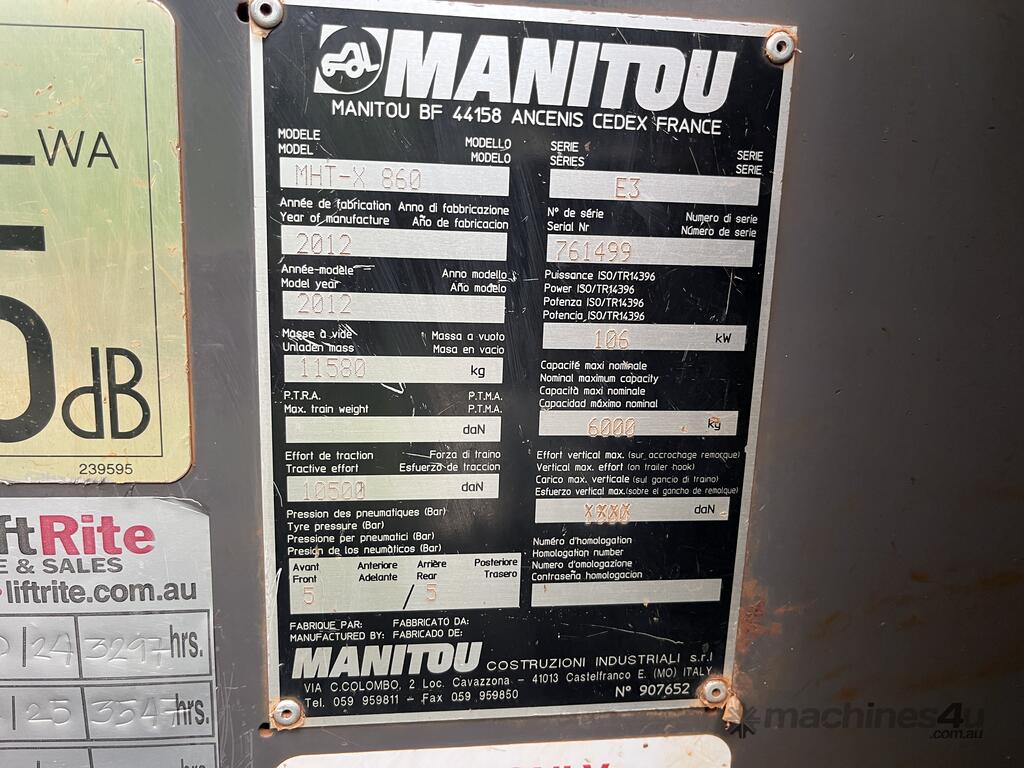 WA
dB
239595
ftRite
E & SALES
liftrite.com.au
/24 3297 hrs.
/25 3547 hrs.
MANITOU
MANITOU BF 44158 ANCENIS CEDEX FRANCE
MODELE MODELLO
MODEL MODELO
MHT-X 860
Année de fabrication Anno di fabbricazione
Year of manufacture Año de fabricacion
2012
Année-modèle Anno modello
Model year Año modelo
2012
Masse à vide Massa a vuoto
Unladen mass Masa en vacio
11580 kg
P.T.R.A. P.T.M.A.
Max. train weight P.T.M.A.
daN
Effort de traction Forza di traino
Tractive effort Esfuerzo de traccion
10500 daN
Pression des pneumatiques (Bar)
Tyre pressure (Bar)
Pressione per pneumatici (Bar)
Presion de los neumàticos (Bar)
Avant Anteriore Arrière Posteriore
Front Adelante Rear Trasero
5 / 5
SERIE SERIE
SÈRIES SERIE
E3
N° de série Numero di serie
Serial Nr Número de serie
761499
Puissance ISO/TR14396
Power ISO/TR14396
Potenza ISO/TR14396
Potencia ISO/TR14396
106 kW
Capacité maxi nominale
Nominal maximum capacity
Capacità maxi nominale
Capacidad máximo nominal
6000 kg
Effort vertical max. (sur accrochage remorque)
Vertical max. effort (on trailer hook)
Carico max. verticale (sul gancio di traino)
Esfuerzo vertical max.(sobre el gancho de remolque)
XXXX daN
Numéro d'homologation
Homologation number
Numero d'omologazione
Contraseña homologacion
FABRIQUE PAR: FABBRICATO DA:
MANUFACTURED BY: FABRICADO DE:
MANITOU COSTRUZIONI INDUSTRIALI s.r.l
VIA C.COLOMBO, 2 Loc. Cavazzona - 41013 Castelfranco E. (MO) ITALY
Tel. 059 959811 - Fax 059 959850 N° 907652
machines4u
.com.au